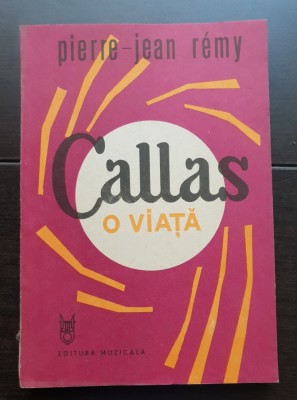 pierre-jean rémy
Callas
O VIAȚĂ
EDITURA MUZICALĂ